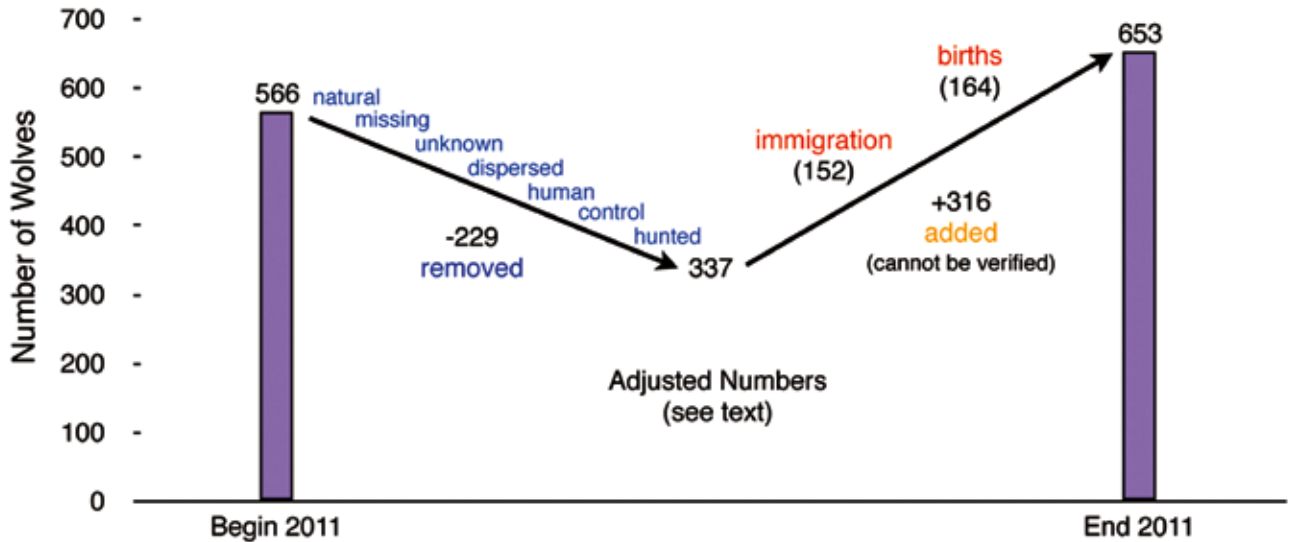 Number of Wolves
700 -
600 -
500 -
400 -
300 -
200 -
100 -
0
566
natural
missing
unknown
dispersed
human
control
hunted
-229
removed
337
immigration
(152)
births
(164)
+316
added
(cannot be verified)
653
Adjusted Numbers
(see text)
Begin 2011
End 2011